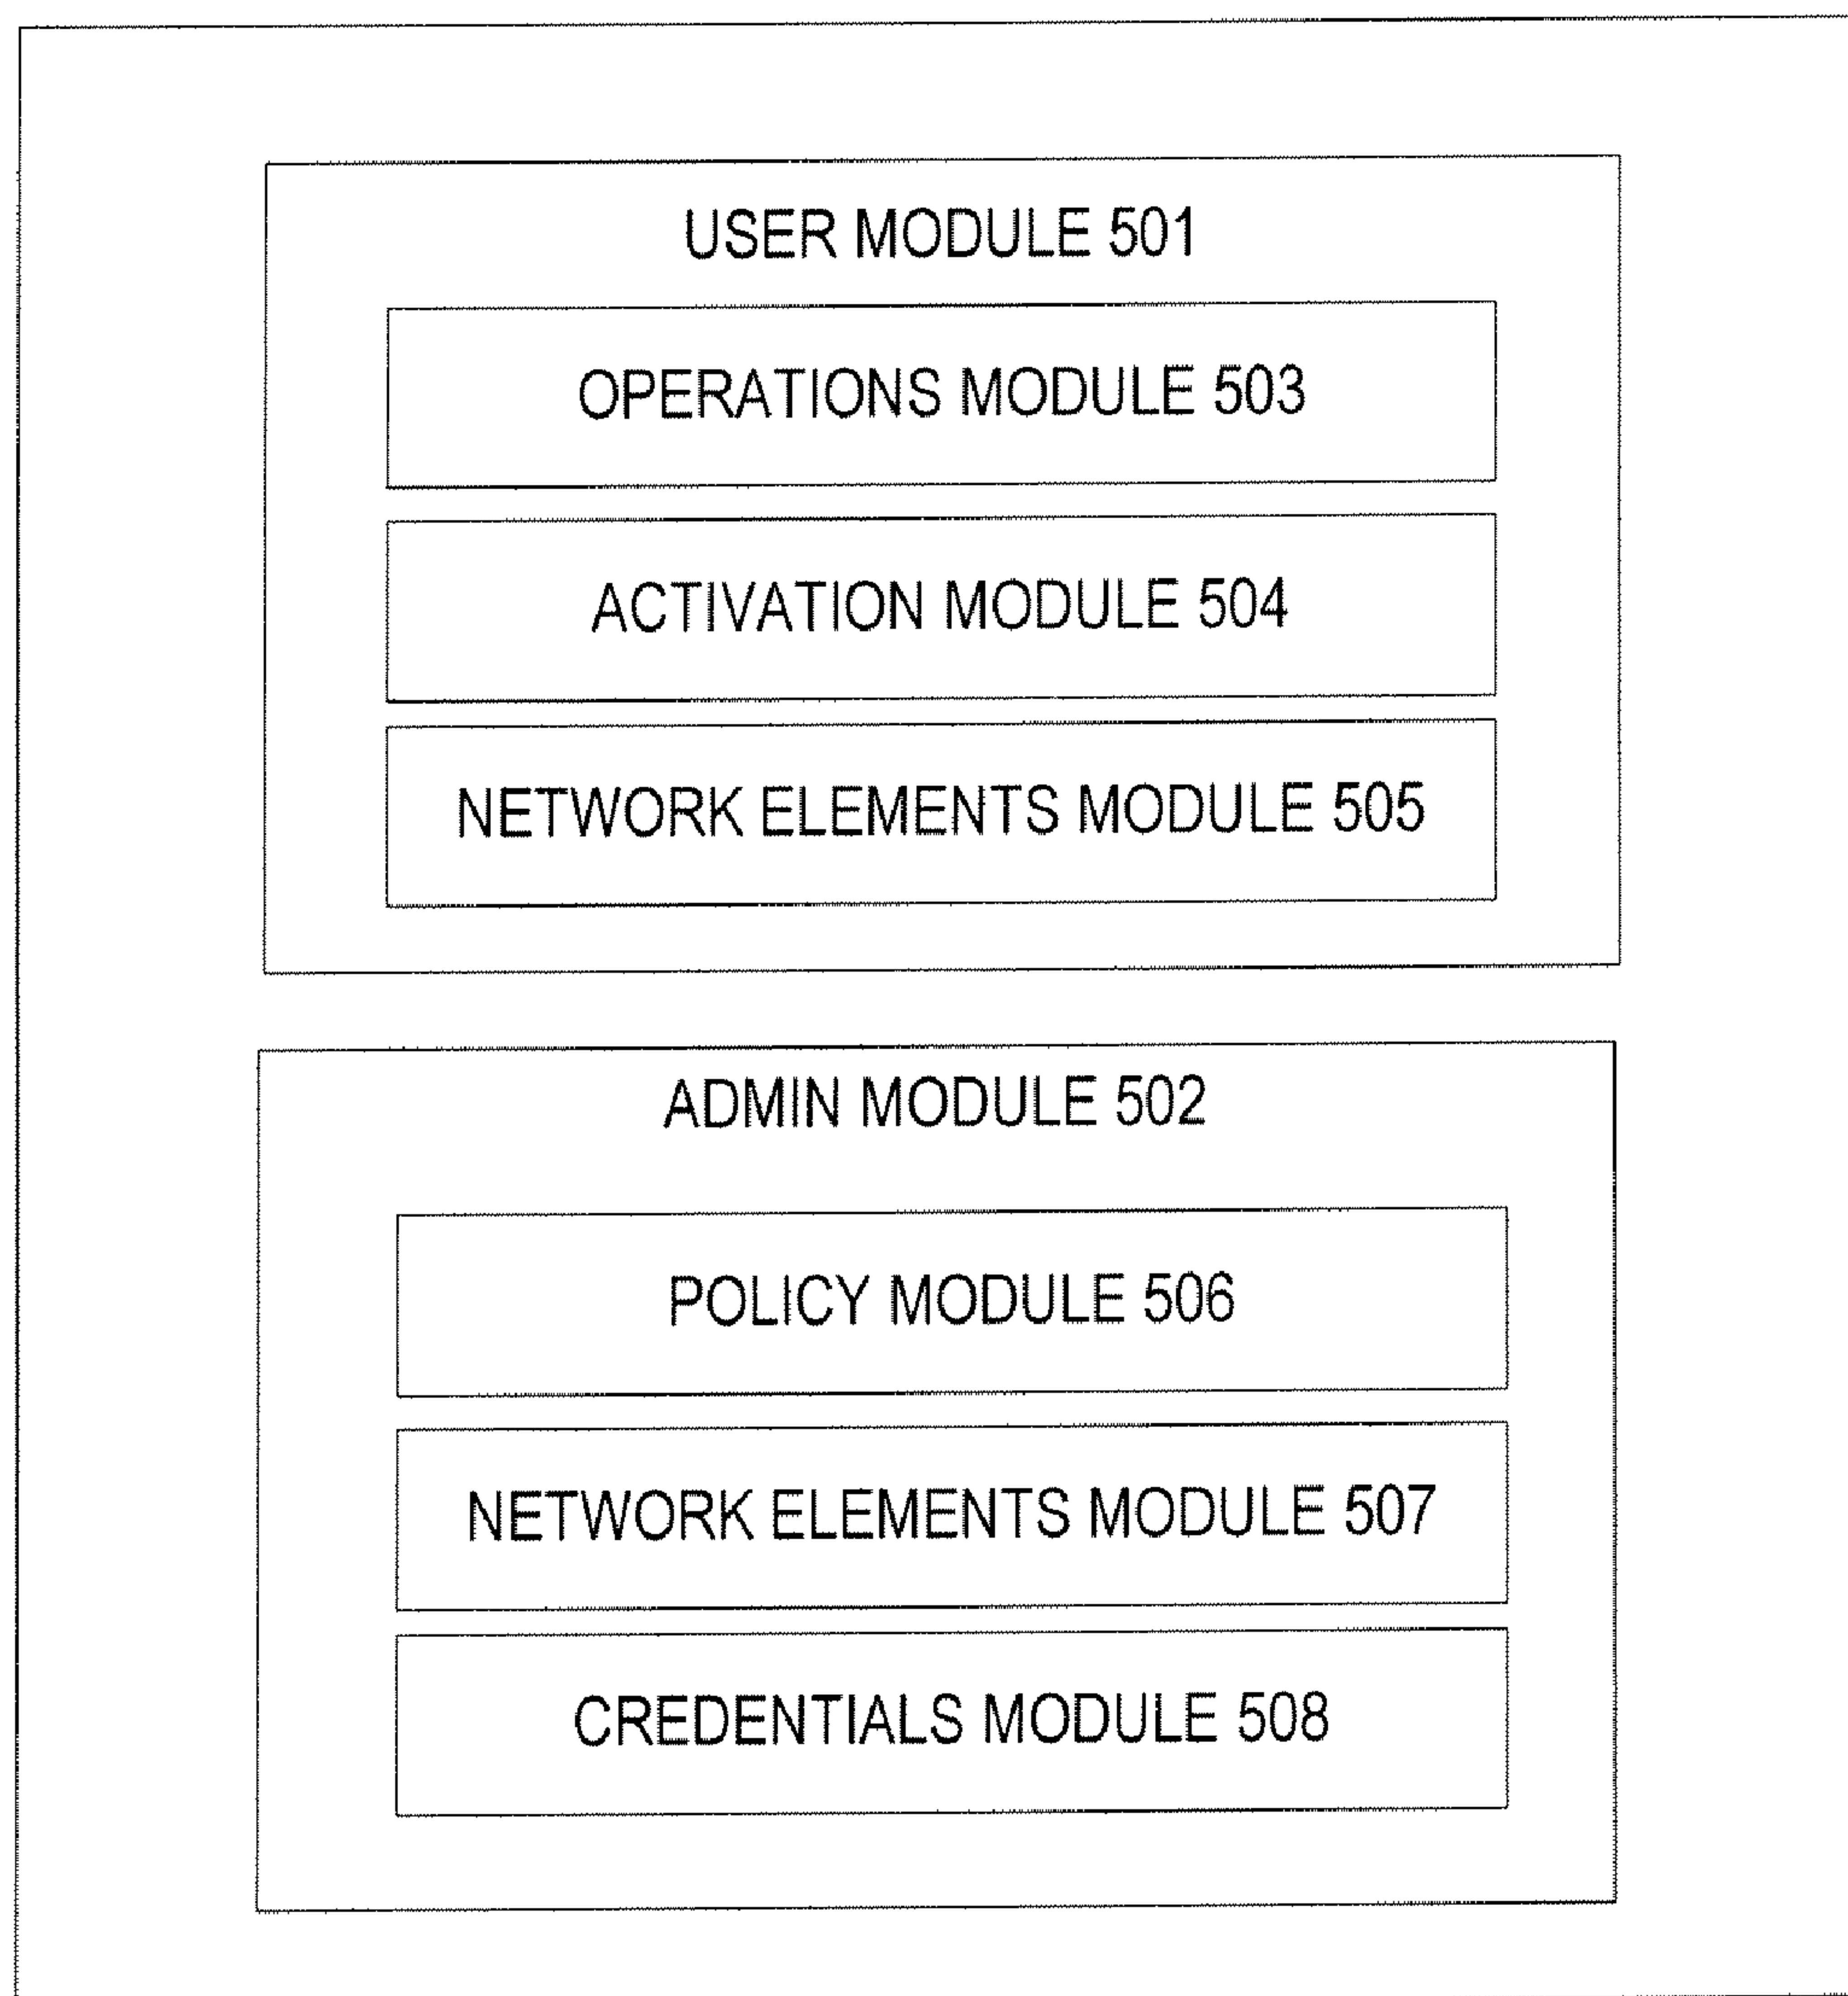 USER MODULE 501
OPERATIONS MODULE 503
ACTIVATION MODULE 504
NETWORK ELEMENTS MODULE 505
ADMIN MODULE 502
POLICY MODULE 506
NETWORK ELEMENTS MODULE 507
CREDENTIALS MODULE 508